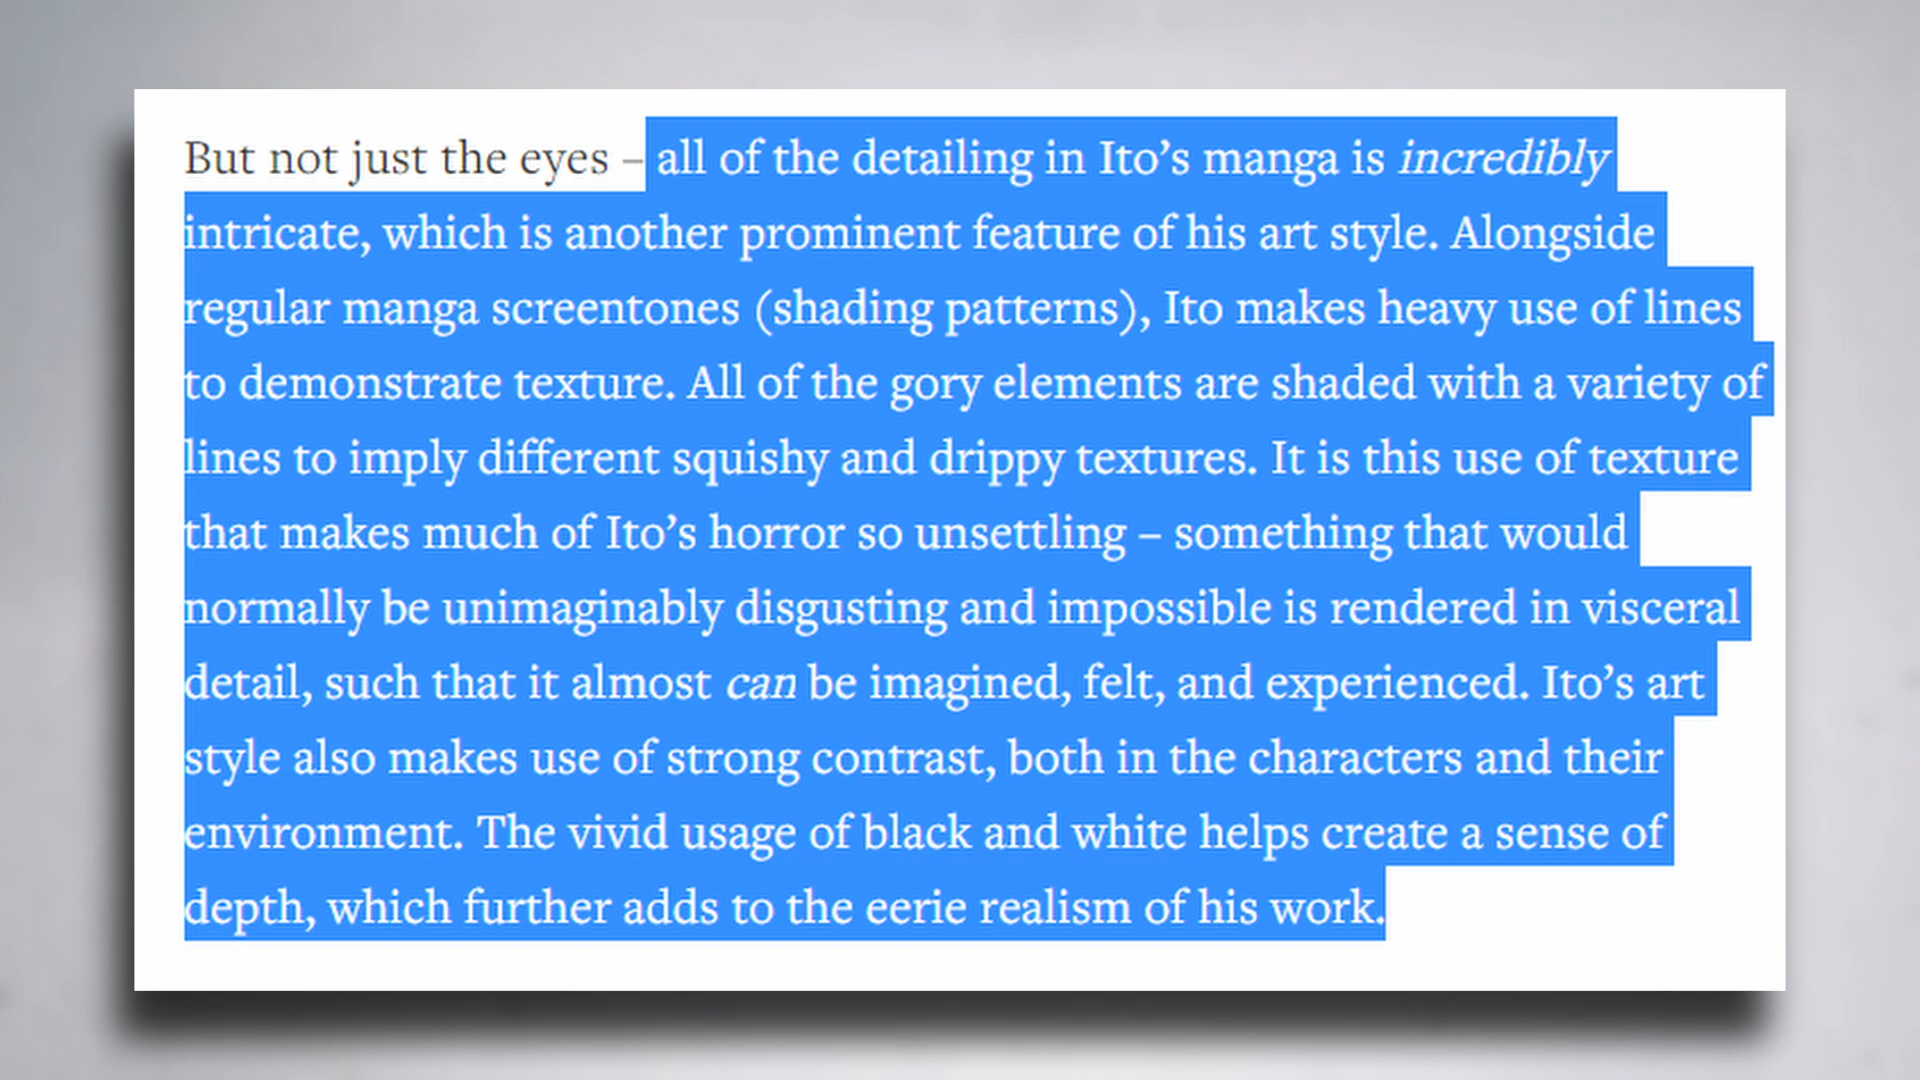 But not just the eyes – all of the detailing in Ito’s manga is incredibly
intricate, which is another prominent feature of his art style. Alongside
regular manga screentones (shading patterns), Ito makes heavy use of lines
to demonstrate texture. All of the gory elements are shaded with a variety of
lines to imply different squishy and drippy textures. It is this use of texture
that makes much of Ito’s horror so unsettling – something that would
normally be unimaginably disgusting and impossible is rendered in visceral
detail, such that it almost can be imagined, felt, and experienced. Ito’s art
style also makes use of strong contrast, both in the characters and their
environment. The vivid usage of black and white helps create a sense of
depth, which further adds to the eerie realism of his work.